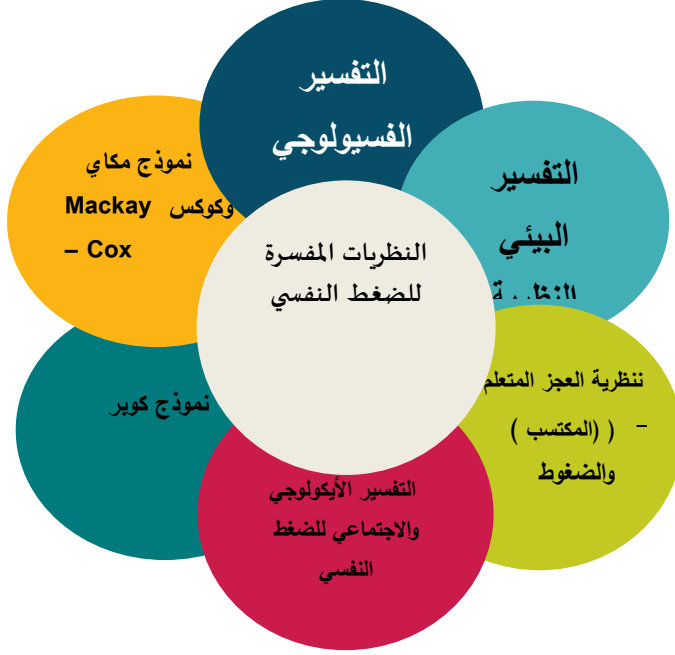 التفسير
الفسيولوجي
التفسير
البيئي
النظرية
ننظرية العجز المتعلم
– ( (المكتسب )
والضغوط
التفسير الأيكولوجي
والاجتماعي للضغط
النفسي
نموذج كوبر
نموذج مكاي
وكوكس Mackay
– Cox
النظريات المفسرة
للضغط النفسي